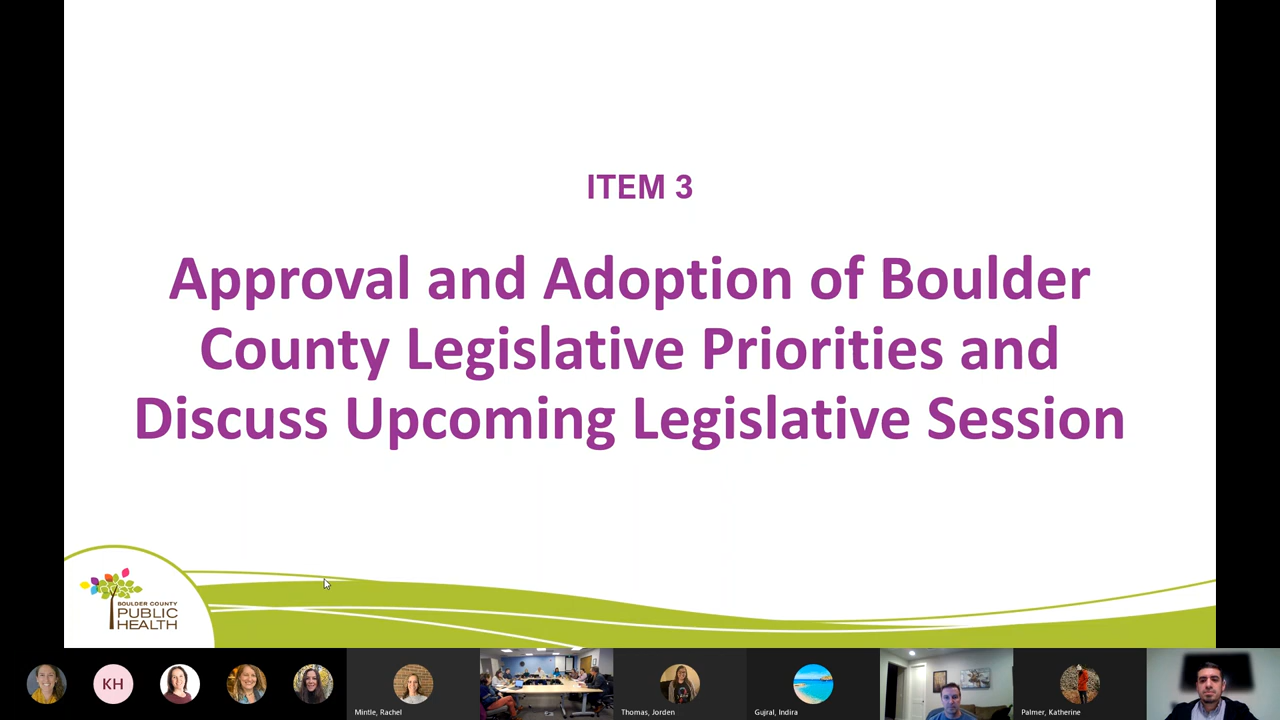 ITEM 3
Approval and Adoption of Boulder
County Legislative Priorities and
Discuss Upcoming Legislative Session
BOULDER COUNTY
PUBLIC
HEALTH
KH
Mintle, Rachel
Thomas, Jorden
Gujral, Indira
Palmer, Katherine